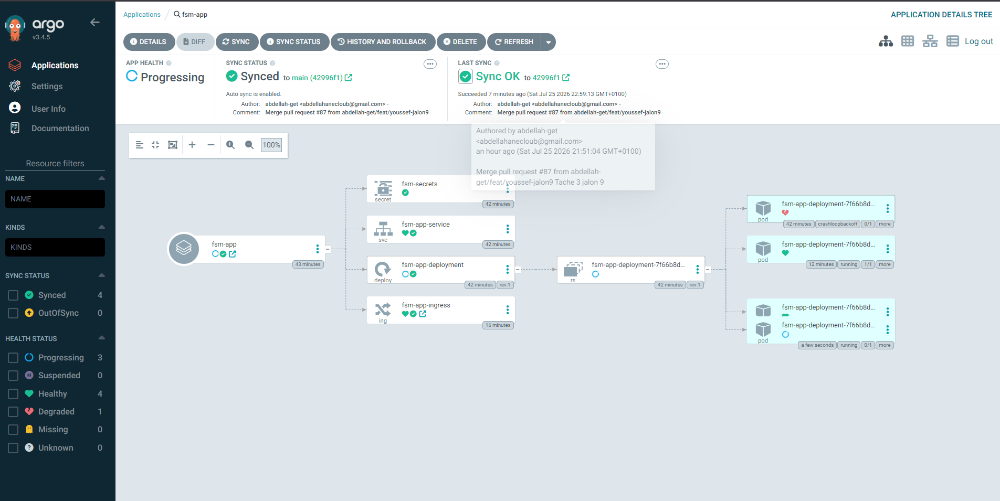 argo
v3.4.5
Applications
Settings
User Info
Documentation
Resource filters
NAME
NAME
KINDS
KINDS
SYNC STATUS
Synced 4
OutOfSync 0
HEALTH STATUS
Progressing 3
Suspended 0
Healthy 4
Degraded 1
Missing 0
Unknown 0
Applications / fsm-app
APPLICATION DETAILS TREE
DETAILS DIFF SYNC SYNC STATUS HISTORY AND ROLLBACK DELETE REFRESH
Log out
APP HEALTH
Progressing
SYNC STATUS
Synced to main (42996f1)
Auto sync is enabled.
Author: abdellah-get <abdellahanecloub@gmail.com> -
Comment: Merge pull request #87 from abdellah-get/feat/youssef-jalon9
LAST SYNC
Sync OK to 42996f1
Succeeded 7 minutes ago (Sat Jul 25 2026 22:59:13 GMT+0100)
Author: abdellah-get <abdellahanecloub@gmail.com> -
Comment: Merge pull request #87 from abdellah-get/feat/youssef-jalon9
Authored by abdellah-get
<abdellahanecloub@gmail.com>
an hour ago (Sat Jul 25 2026 21:51:04 GMT+0100)
Merge pull request #87 from abdellah-
get/feat/youssef-jalon9 Tache 3 jalon 9
100%
fsm-app
43 minutes
fsm-secrets
secret
42 minutes
fsm-app-service
svc
42 minutes
fsm-app-deployment
deploy
42 minutes rev:1
fsm-app-ingress
ing
16 minutes
fsm-app-deployment-7f66b8d...
rs
42 minutes rev:1
fsm-app-deployment-7f66b8d...
pod
42 minutes crashloopbackoff 0/1 more
fsm-app-deployment-7f66b8d...
pod
12 minutes running 1/1 more
fsm-app-deployment-7f66b8d...
fsm-app-deployment-7f66b8d...
pod
a few seconds running 0/1 more